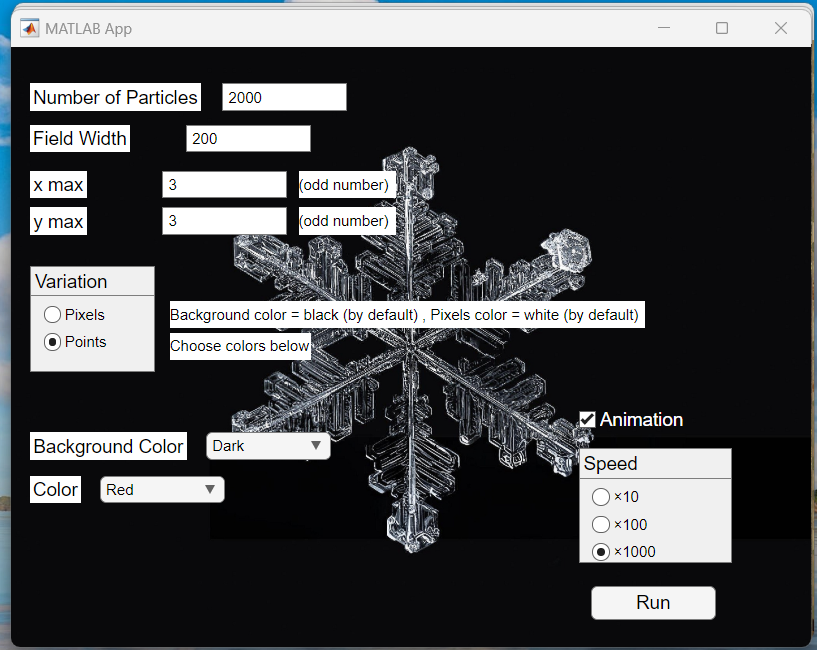 MATLAB App
Number of Particles 2000
Field Width 200
x max 3 (odd number)
y max 3 (odd number)
Variation
Pixels
Points
Background color = black (by default) , Pixels color = white (by default)
Choose colors below
Background Color Dark
Color Red
Animation
Speed
×10
×100
×1000
Run